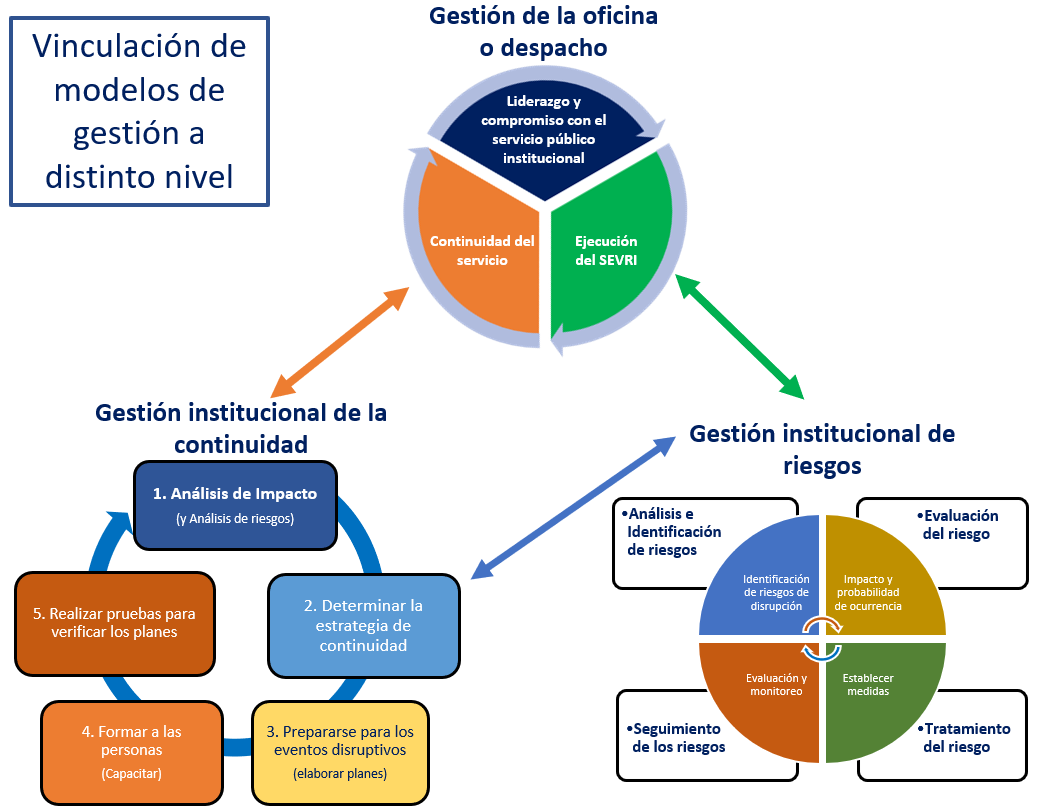 Vinculación de
modelos de
gestión a
distinto nivel
Gestión de la oficina
o despacho
Liderazgo y
compromiso con el
servicio público
institucional
Continuidad del
servicio
Ejecución
del SEVRI
Gestión institucional de la
continuidad
1. Análisis de Impacto
(y Análisis de riesgos)
2. Determinar la
estrategia de
continuidad
3. Prepararse para los
eventos disruptivos
(elaborar planes)
4. Formar a las
personas
(Capacitar)
5. Realizar pruebas para
verificar los planes
Gestión institucional de
riesgos
•Análisis e
Identificación
de riesgos
•Evaluación
del riesgo
Identificación
de riesgos de
disrupción
Impacto y
probabilidad
de ocurrencia
Evaluación y
monitoreo
Establecer
medidas
•Seguimiento
de los riesgos
•Tratamiento
del riesgo